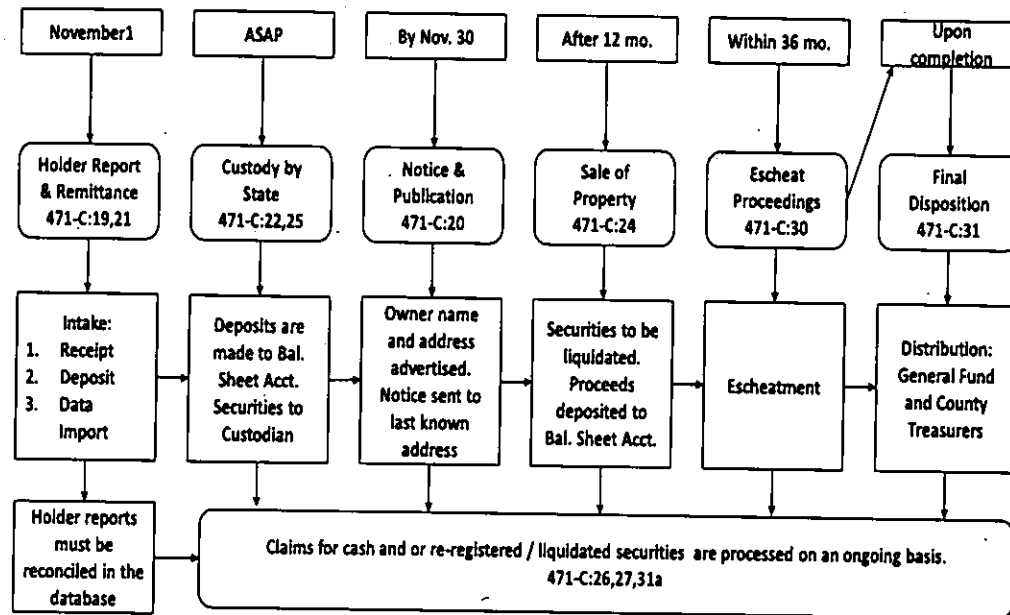 November1
ASAP
By Nov. 30
After 12 mo.
Within 36 mo.
Upon
completion
Holder Report
& Remittance
471-C:19,21
Custody by
State
471-C:22,25
Notice &
Publication
471-C:20
Sale of
Property
471-C:24
Escheat
Proceedings
471-C:30
Final
Disposition
471-C:31
Intake:
1. Receipt
2. Deposit
3. Data
Import
Deposits are
made to Bal.
Sheet Acct.
Securities to
Custodian
Owner name
and address
advertised.
Notice sent to
last known
address
Securities to be
liquidated.
Proceeds
deposited to
Bal. Sheet Acct.
Escheatment
Distribution:
General Fund
and County
Treasurers
Holder reports
must be
reconciled in the
database
Claims for cash and or re-registered / liquidated securities are processed on an ongoing basis.
471-C:26,27,31a